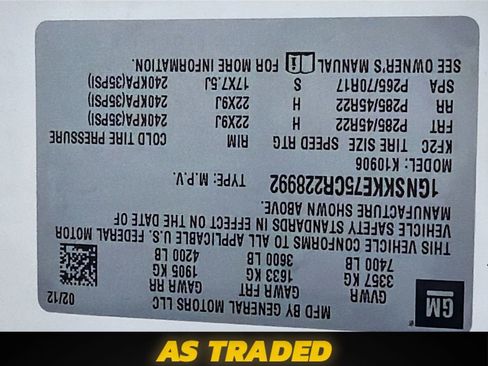 MFD BY GENERAL MOTORS LLC 02/12
GM
GVWR GAWR FRT GAWR RR
3357 KG 1633 KG 1905 KG
7400 LB 3600 LB 4200 LB
THIS VEHICLE CONFORMS TO ALL APPLICABLE U.S. FEDERAL MOTOR
VEHICLE SAFETY STANDARDS IN EFFECT ON THE DATE OF
MANUFACTURE SHOWN ABOVE.
1GNSKKE75CR228992 TYPE: M.P.V.
MODEL: K10906
KF2C TIRE SIZE SPEED RTG RIM COLD TIRE PRESSURE
FRT P285/45R22 H 22X9J 240KPA(35PSI)
RR P285/45R22 H 22X9J 240KPA(35PSI)
SPA P265/70R17 S 17X7.5J 240KPA(35PSI)
SEE OWNER'S MANUAL FOR MORE INFORMATION.
AS TRADED